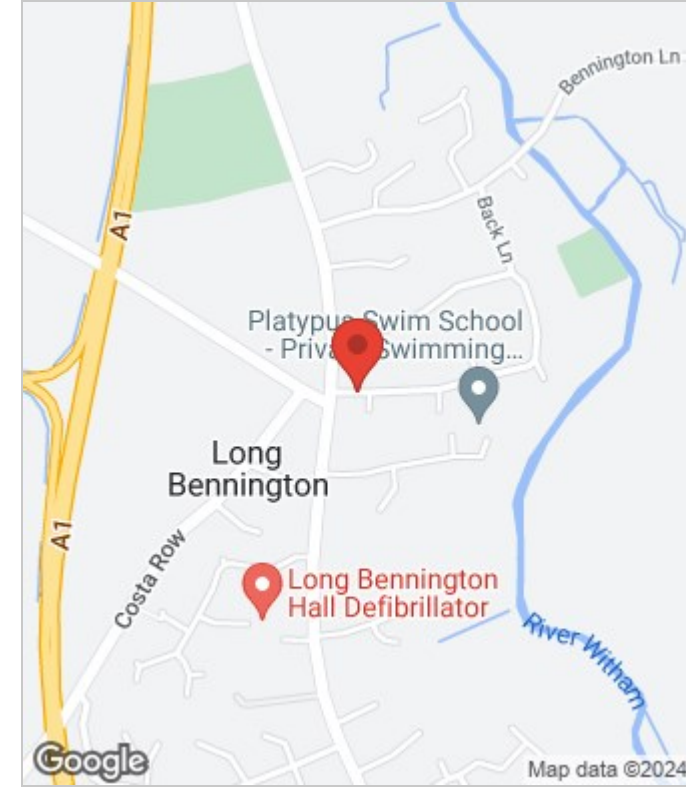 Bennington Ln
A1
Back Ln
Platypus Swim School
- Private Swimming...
Long
Bennington
A1
Costa Row
Long Bennington
Hall Defibrillator
River Witham
Google
Map data ©2024